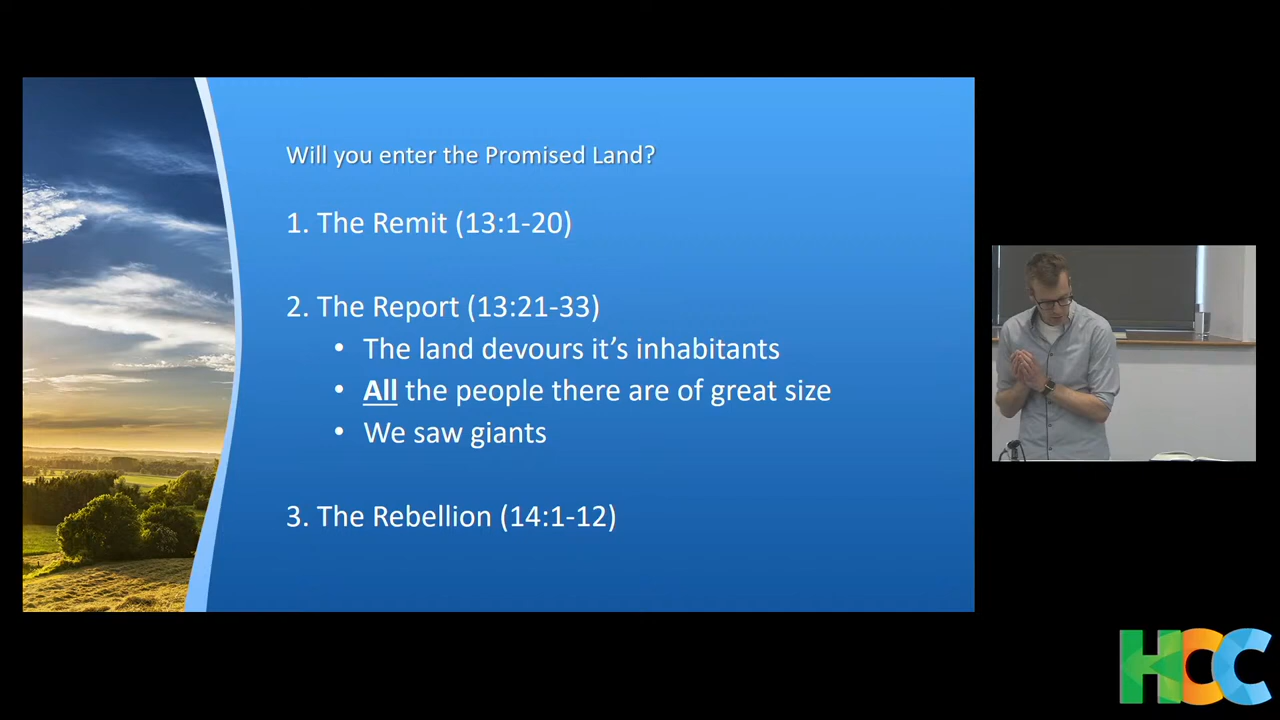 Will you enter the Promised Land?
1. The Remit (13:1-20)
2. The Report (13:21-33)
• The land devours it's inhabitants
• All the people there are of great size
• We saw giants
3. The Rebellion (14:1-12)
HCC